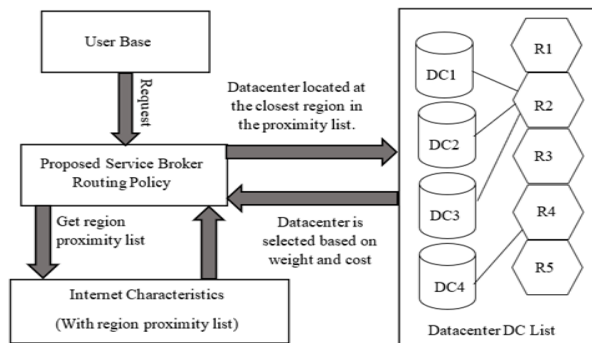 User Base
Request
Datacenter located at
the closest region in
the proximity list.
Proposed Service Broker
Routing Policy
Get region
proximity list
Datacenter is
selected based on
weight and cost
Internet Characteristics
(With region proximity list)
DC1
DC2
DC3
DC4
R1
R2
R3
R4
R5
Datacenter DC List